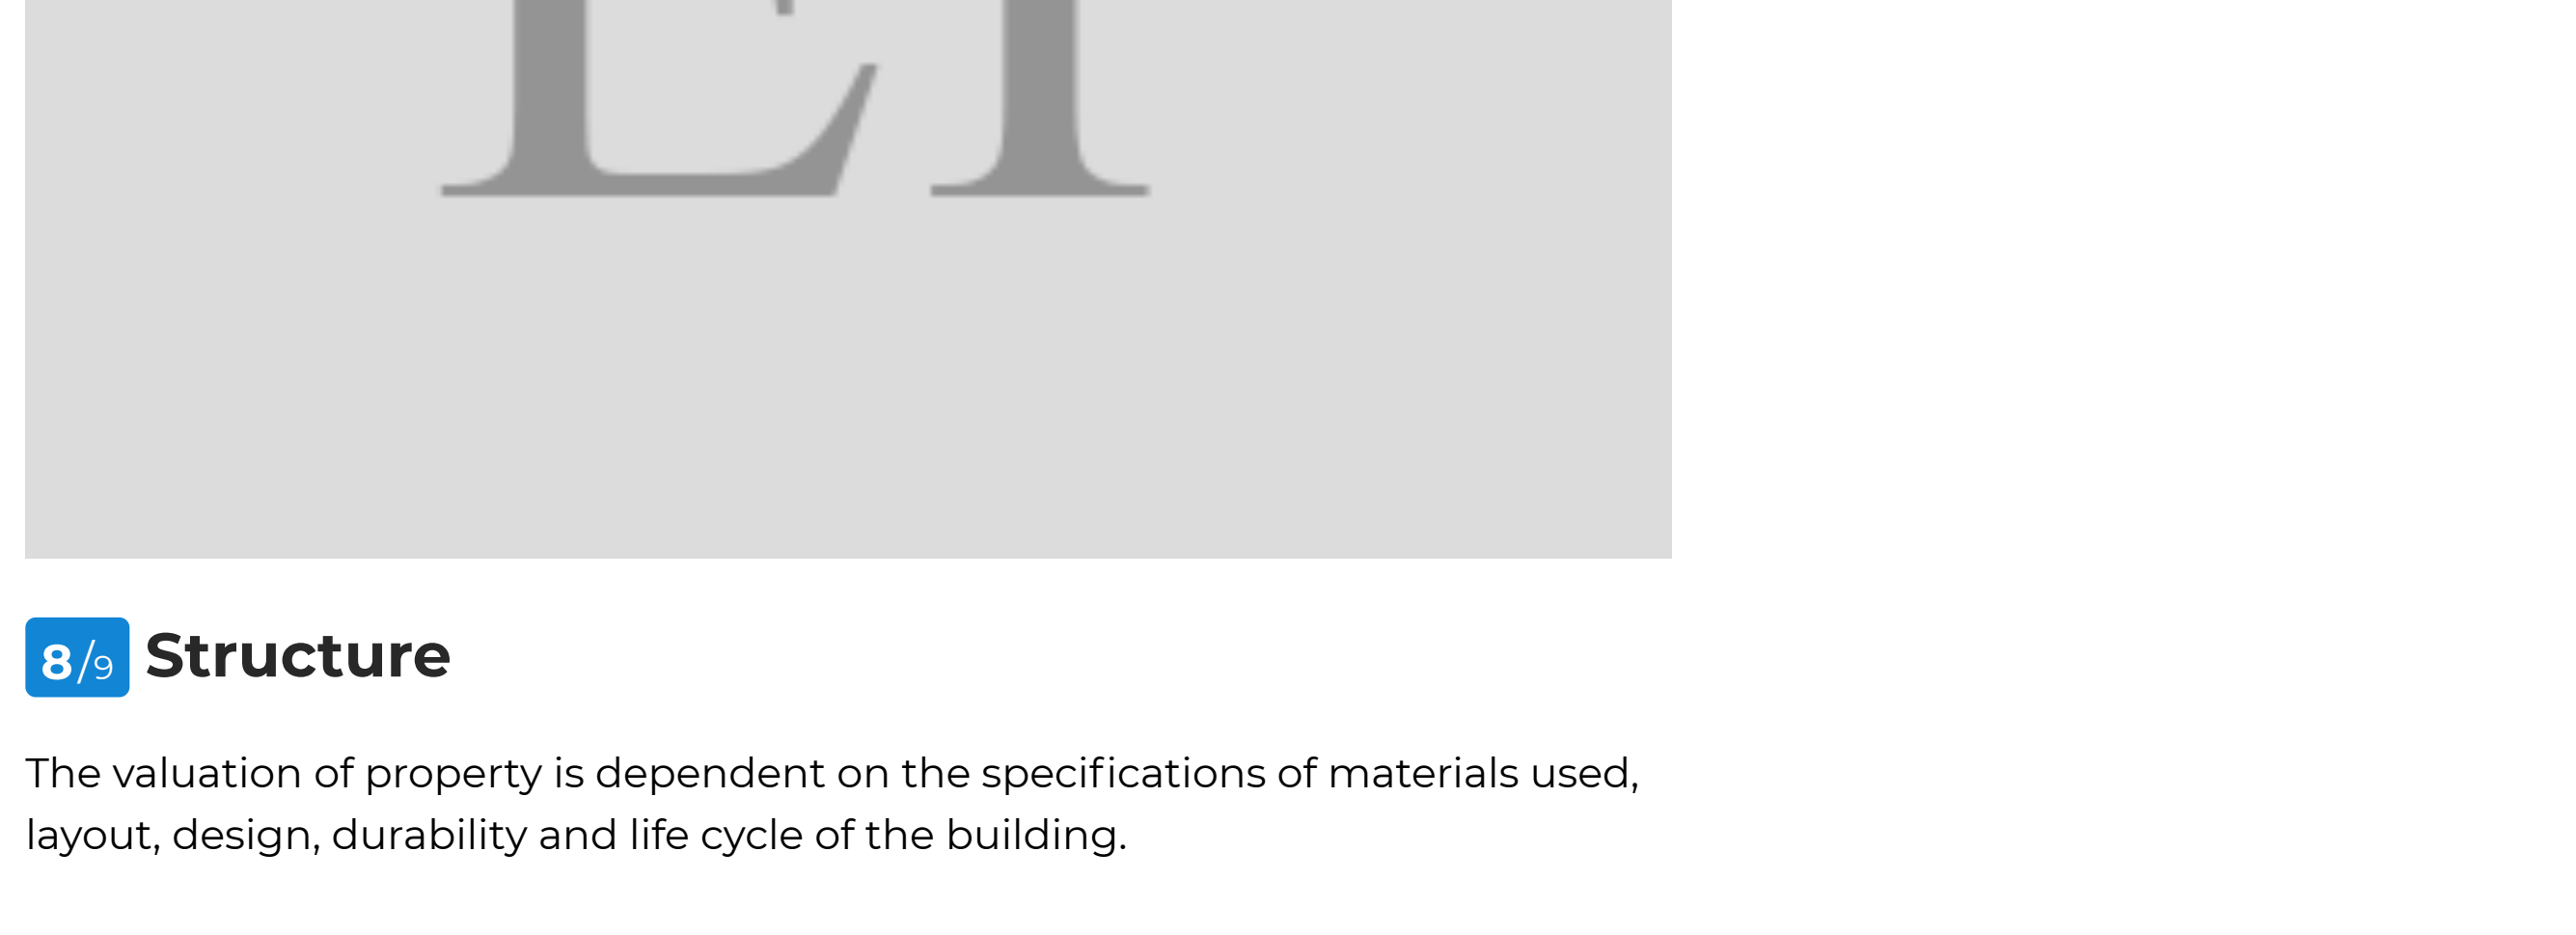 ET
8/9 Structure
The valuation of property is dependent on the specifications of materials used,
layout, design, durability and life cycle of the building.